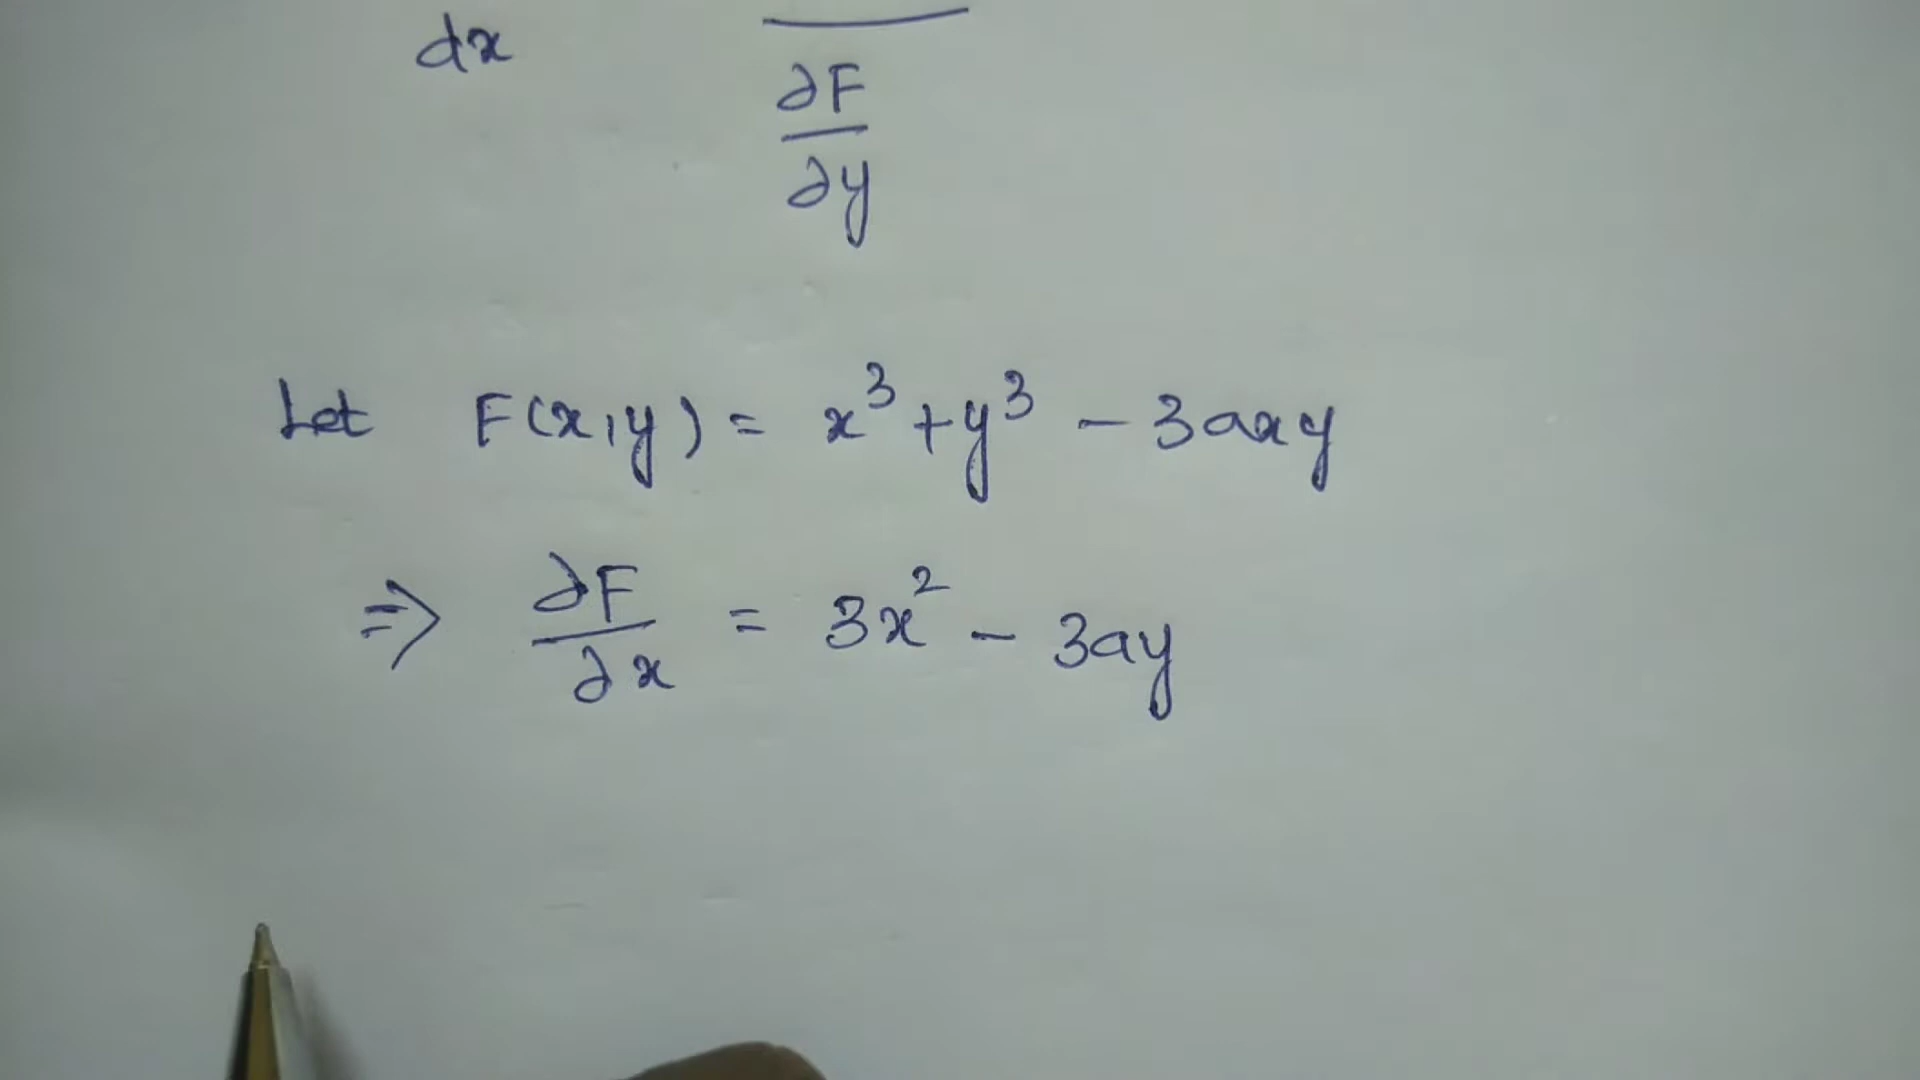 dx
∂F
∂y
Let F(x,y) = x³ + y³ - 3axy
⇒ ∂F/∂x = 3x² - 3ay